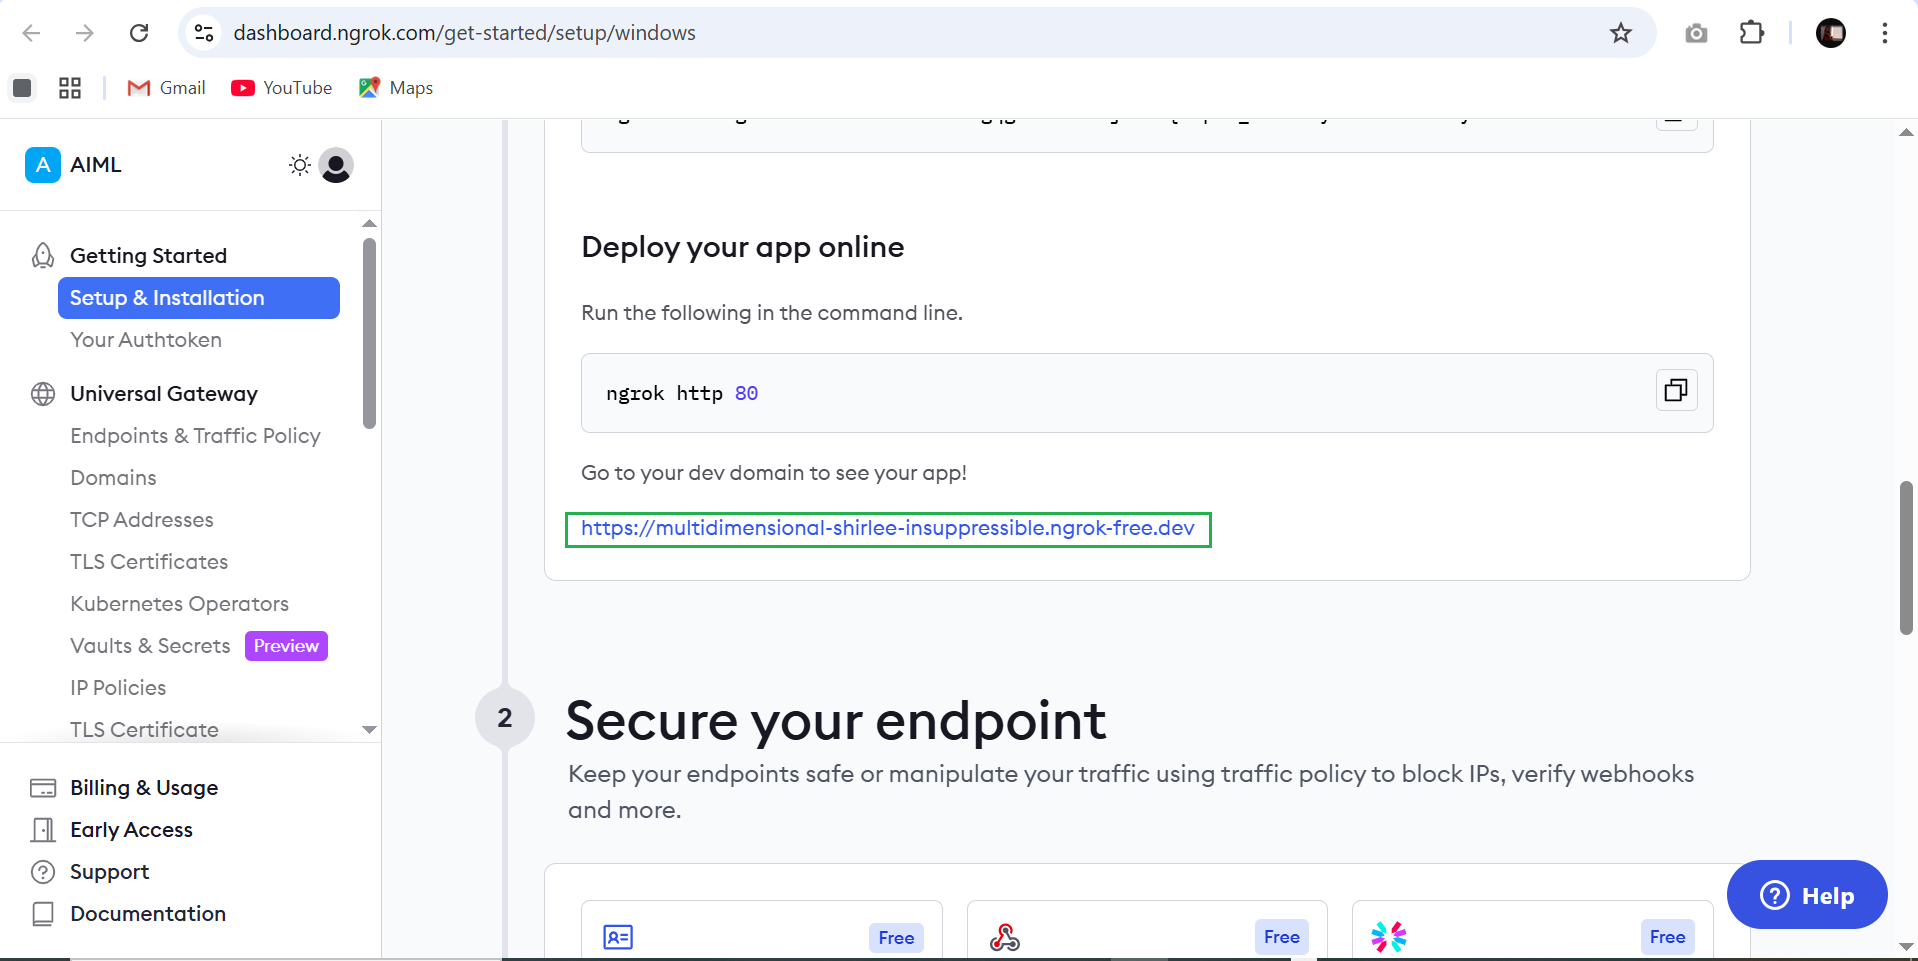 dashboard.ngrok.com/get-started/setup/windows
Gmail
YouTube
Maps
A
AIML
Getting Started
Setup & Installation
Your Authtoken
Universal Gateway
Endpoints & Traffic Policy
Domains
TCP Addresses
TLS Certificates
Kubernetes Operators
Vaults & Secrets Preview
IP Policies
TLS Certificate
Billing & Usage
Early Access
Support
Documentation
Deploy your app online
Run the following in the command line.
ngrok http 80
Go to your dev domain to see your app!
https://multidimensional-shirlee-insuppressible.ngrok-free.dev
2
Secure your endpoint
Keep your endpoints safe or manipulate your traffic using traffic policy to block IPs, verify webhooks
and more.
Free
Free
Free
Help